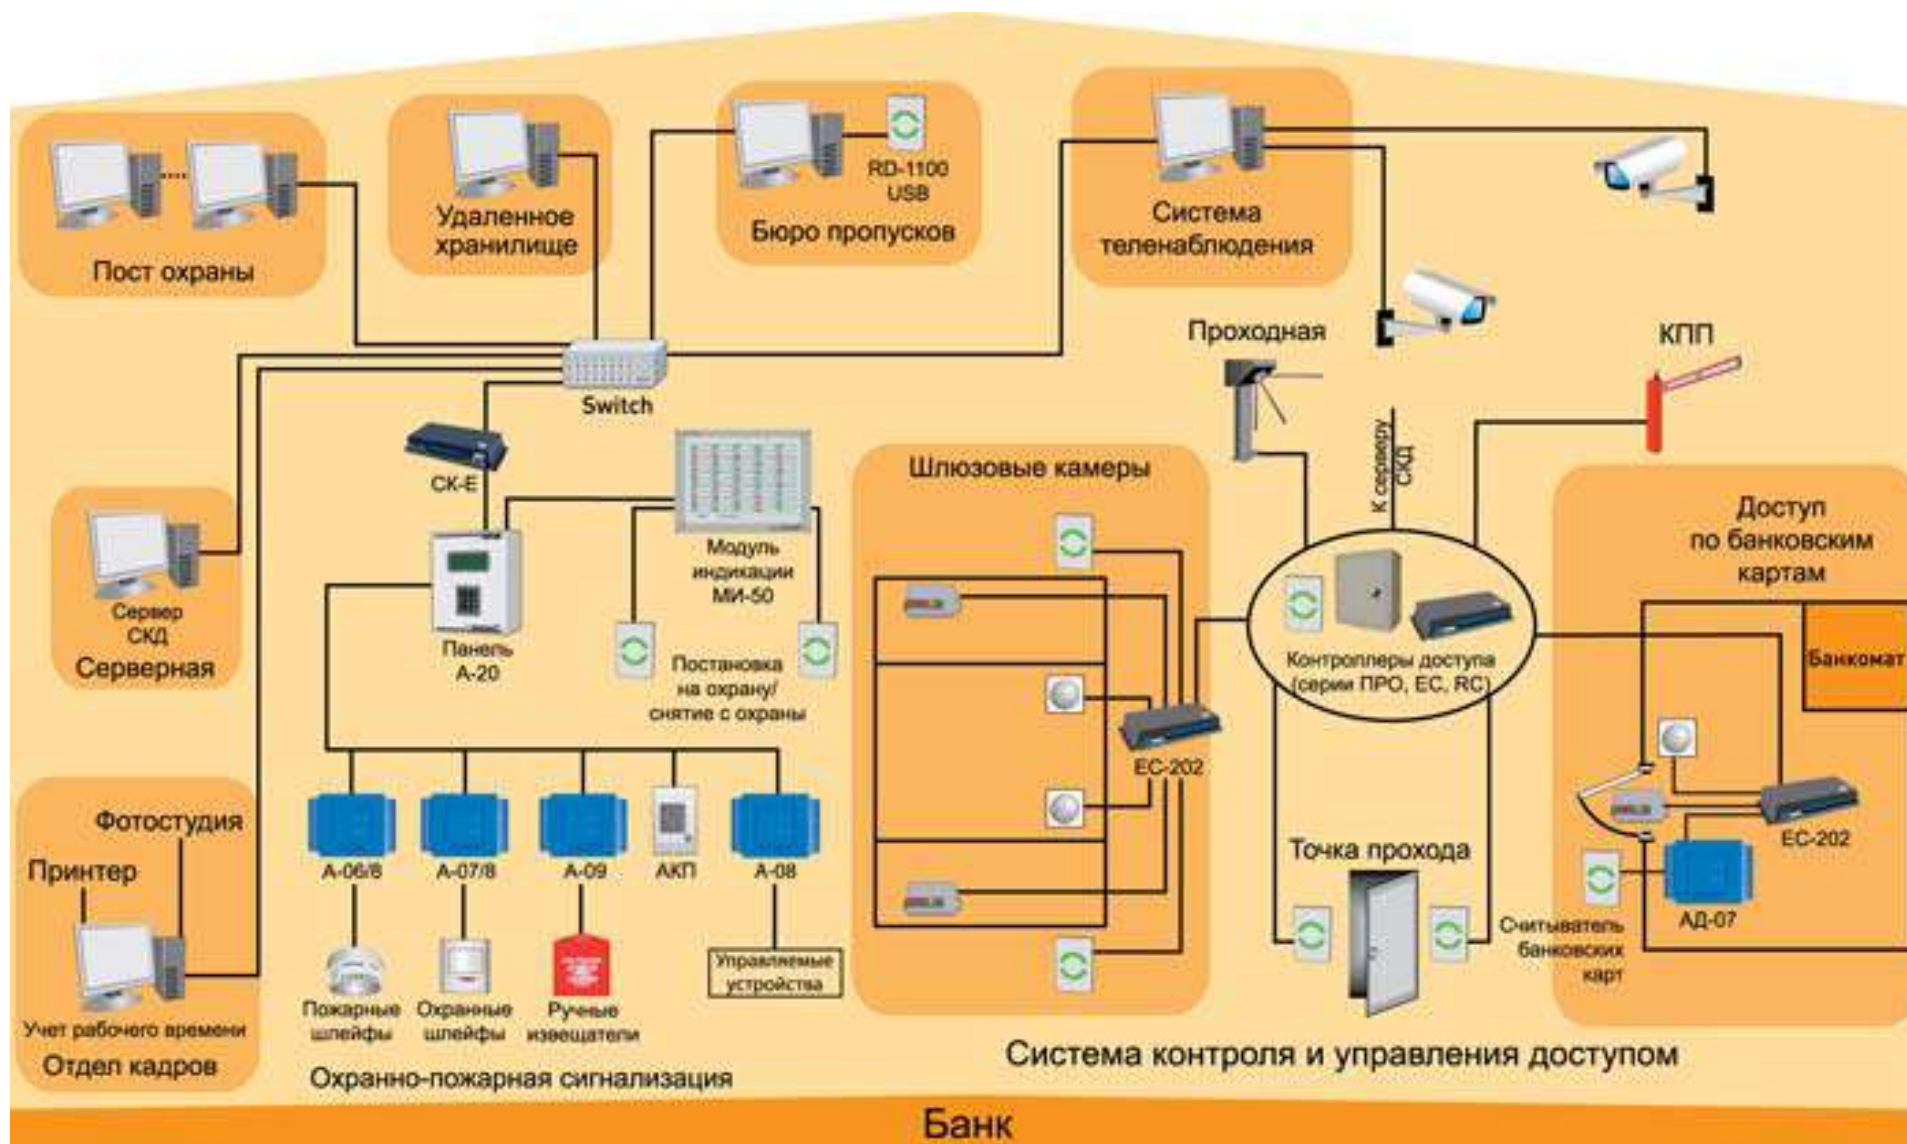 RD-1100
USB
Пост охраны
Удаленное
хранилище
Бюро пропусков
Система
теленаблюдения
Switch
Проходная
КПП
СК-Е
Модуль
индикации
МИ-50
Панель
А-20
Постановка
на охрану/
снятие с охраны
Сервер
СКД
Серверная
Шлюзовые камеры
ЕС-202
К серверу
СКД
Контроллеры доступа
(серии ПРО, ЕС, RC)
Доступ
по банковским
картам
Банкомат
ЕС-202
АД-07
Считыватель
банковских
карт
Точка прохода
Фотостудия
Принтер
Учет рабочего времени
Отдел кадров
А-06/8
А-07/8
А-09
АКП
А-08
Пожарные
шлейфы
Охранные
шлейфы
Ручные
извещатели
Управляемые
устройства
Охранно-пожарная сигнализация
Система контроля и управления доступом
Банк